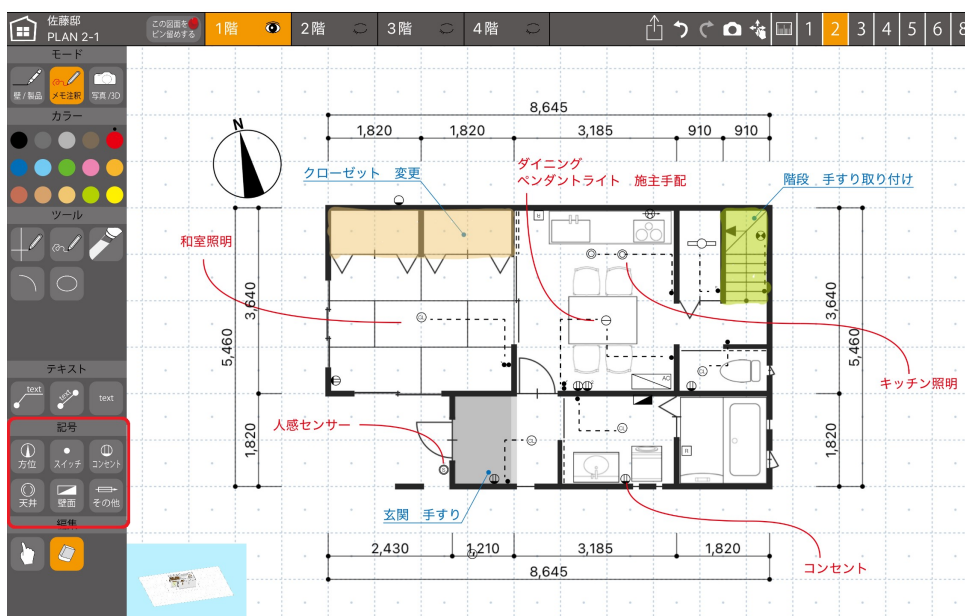 佐藤邸
PLAN 2-1
この図面を
ピン留めする
1階
2階
3階
4階
1
2
3
4
5
6
8
モード
壁/製品
メモ注釈
写真/3D
カラー
ツール
テキスト
text
text
text
記号
方位
スイッチ
コンセント
天井
壁面
その他
編集
N
8,645
1,820
1,820
3,185
910
910
クローゼット 変更
ダイニング
ペンダントライト 施主手配
階段 手すり取り付け
和室照明
5,460
3,640
1,820
3,640
5,460
1,820
CL
CL
CL
CL
R
R
AC
キッチン照明
人感センサー
玄関 手すり
コンセント
2,430
1,210
3,185
1,820
8,645